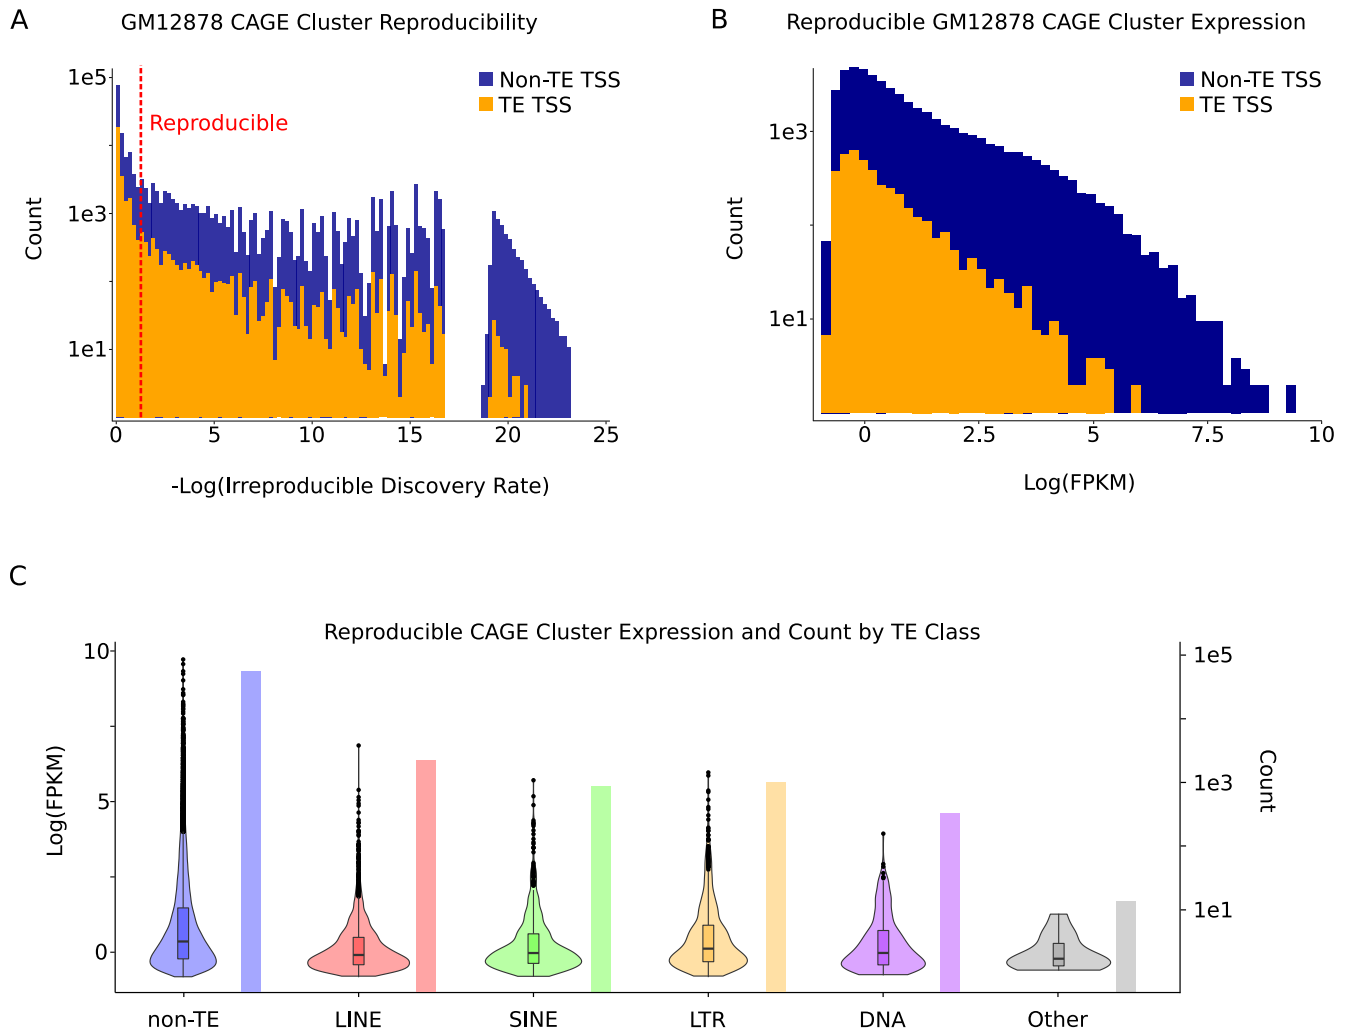 A
GM12878 CAGE Cluster Reproducibility
1e5
1e3
1e1
Count
Non-TE TSS
TE TSS
Reproducible
0 5 10 15 20 25
-Log(Irreproducible Discovery Rate)
B
Reproducible GM12878 CAGE Cluster Expression
1e3
1e1
Count
Non-TE TSS
TE TSS
0 2.5 5 7.5 10
Log(FPKM)
C
Reproducible CAGE Cluster Expression and Count by TE Class
10
5
0
Log(FPKM)
1e5
1e3
1e1
Count
non-TE LINE SINE LTR DNA Other